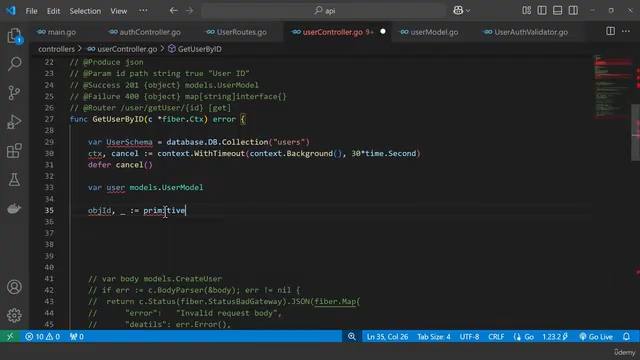 File Edit Selection View Go ...
api
main.go authController.go UserRoutes.go userController.go 9+ userModel.go UserAuthValidator.go
controllers > userController.go > GetUserByID
22 // @Produce json
23 // @Param id path string true "User ID"
24 // @Success 201 {object} models.UserModel
25 // @Failure 400 {object} map[string]interface{}
26 // @Router /user/getUser/{id} [get]
27 func GetUserByID(c *fiber.Ctx) error {
28
29 var UserSchema = database.DB.Collection("users")
30 ctx, cancel := context.WithTimeout(context.Background(), 30*time.Second)
31 defer cancel()
32
33 var user models.UserModel
34
35 objId, _ := primitive
36
37
38
39
40
41 // var body models.CreateUser
42 // if err := c.BodyParser(&body); err != nil {
43 // return c.Status(fiber.StatusBadGateway).JSON(fiber.Map(
44 // "error": "Invalid request body",
45 // "deatils": err.Error(),
10 0 0 Ln 35, Col 26 Tab Size: 4 UTF-8 CRLF Go Finish Setup
ûdemy